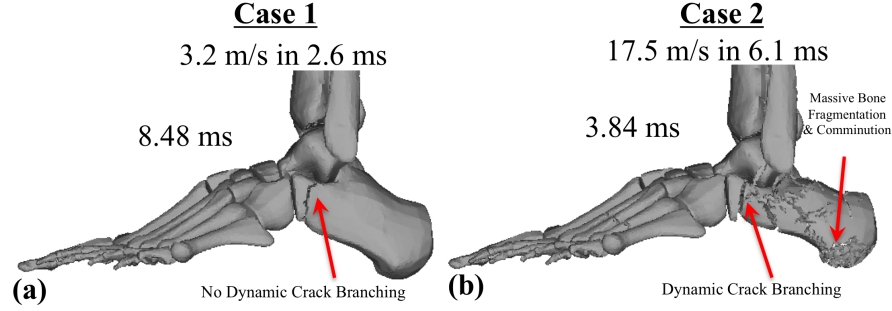 Case 1
3.2 m/s in 2.6 ms
8.48 ms
No Dynamic Crack Branching
(a)
Case 2
17.5 m/s in 6.1 ms
Massive Bone
Fragmentation
& Comminution
3.84 ms
Dynamic Crack Branching
(b)